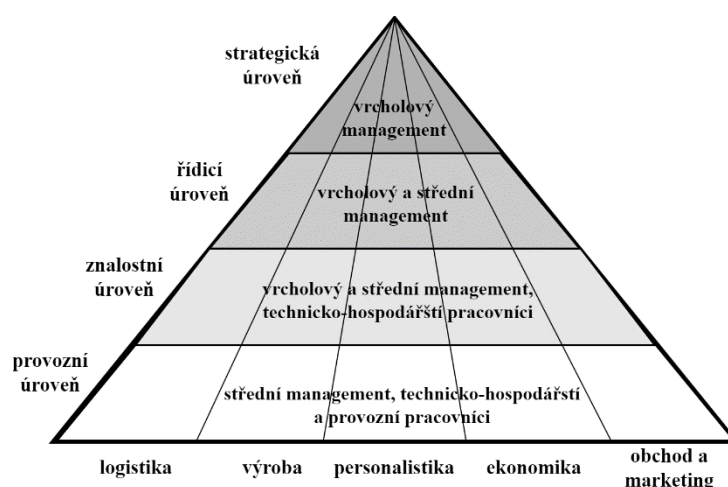 strategická
úroveň
vrcholový
management
řídicí
úroveň
vrcholový a střední
management
znalostní
úroveň
vrcholový a střední management,
technicko-hospodářští pracovníci
provozní
úroveň
střední management, technicko-hospodářstí
a provozní pracovníci
logistika
výroba
personalistika
ekonomika
obchod a
marketing